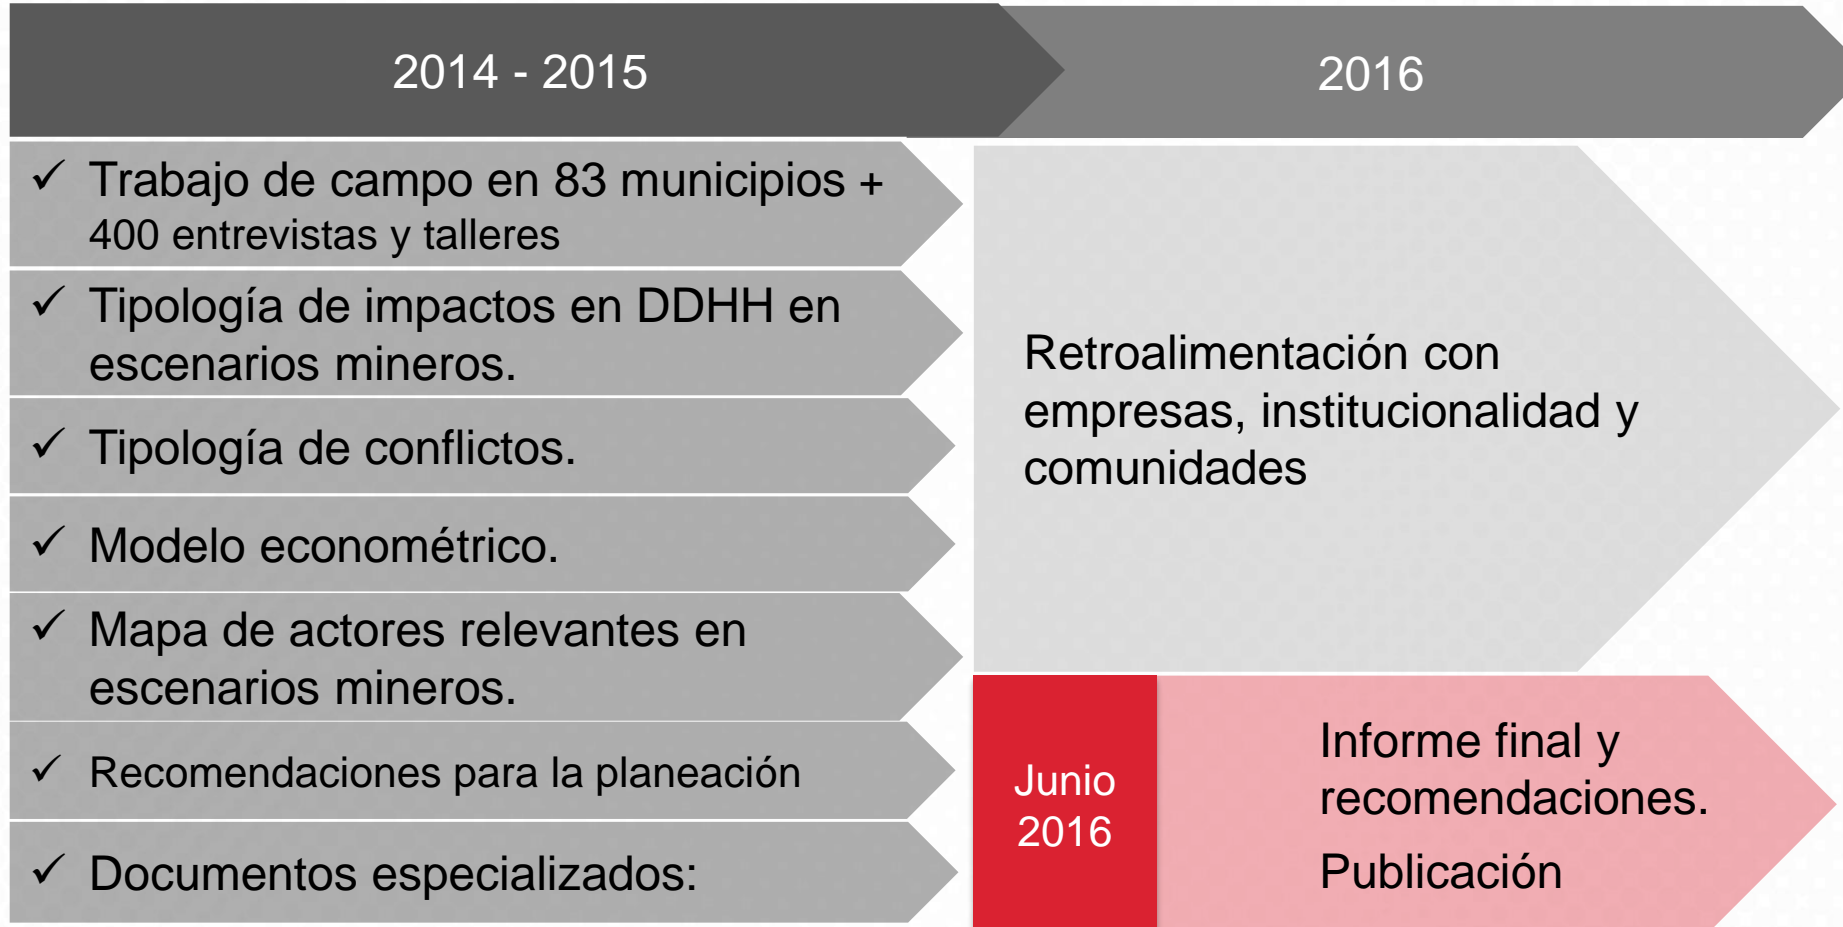 2014 - 2015
2016
✓ Trabajo de campo en 83 municipios +
400 entrevistas y talleres
✓ Tipología de impactos en DDHH en
escenarios mineros.
✓ Tipología de conflictos.
✓ Modelo econométrico.
✓ Mapa de actores relevantes en
escenarios mineros.
✓ Recomendaciones para la planeación
✓ Documentos especializados:
Retroalimentación con
empresas, institucionalidad y
comunidades
Junio
2016
Informe final y
recomendaciones.
Publicación